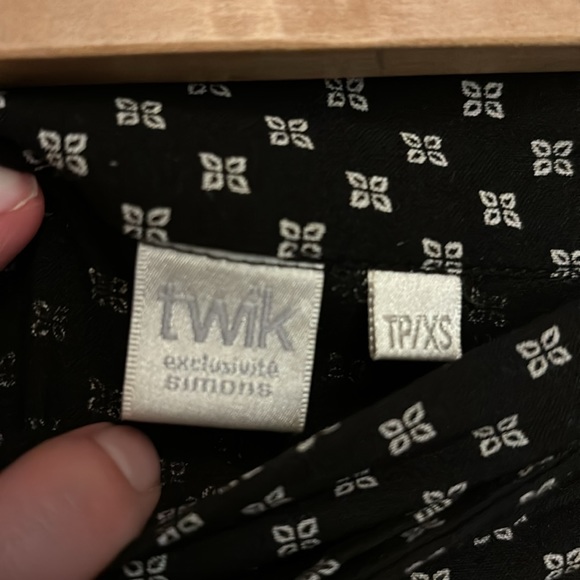 twik
exclusivité
simons
TP/XS